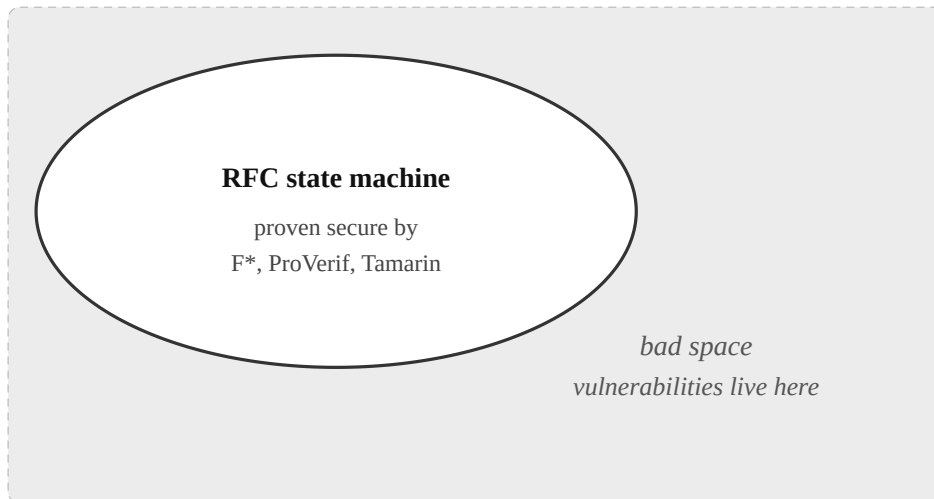 RFC state machine
proven secure by
F*, ProVerif, Tamarin
bad space
vulnerabilities live here